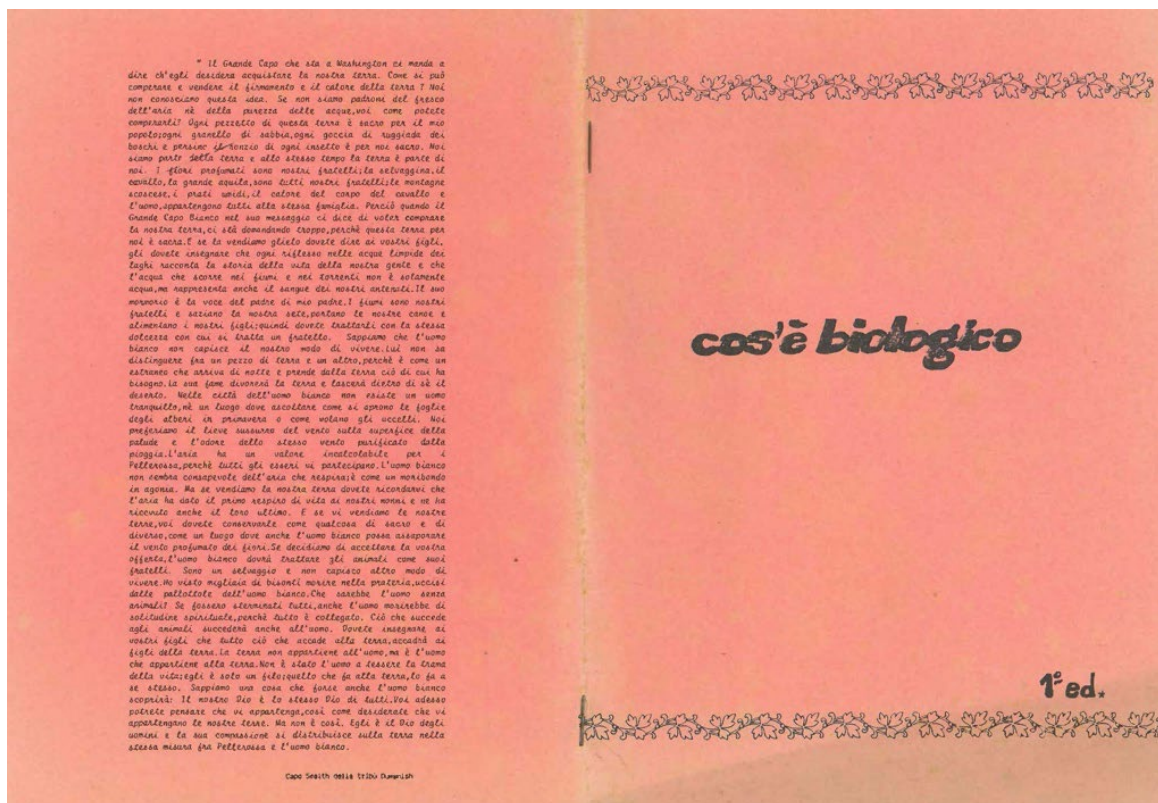 " Il Grande Capo che sta a Washington ci manda a
dire ch'egli desidera acquistare la nostra terra. Come si può
comperare e vendere il firmamento e il calore della terra ? Noi
non conosciamo questa idea. Se non siamo padroni del fresco
dell'aria nè della purezza delle acque,voi come potete
comperarli? Ogni pezzetto di questa terra è sacro per il mio
popolo;ogni granello di sabbia,ogni goccia di ruggiada dei
boschi e persino il ronzio di ogni insetto è per noi sacro. Noi
siamo parte della terra e allo stesso tempo la terra è parte di
noi. I fiori profumati sono nostri fratelli;la selvaggina,il
cavallo,la grande aquila,sono tutti nostri fratelli;le montagne
scoscese,i prati umidi,il calore del corpo del cavallo e
l'uomo,appartengono tutti alla stessa famiglia. Perciò quando il
Grande Capo Bianco nel suo messaggio ci dice di voler comprare
la nostra terra,ci stà domandando troppo,perchè questa terra per
noi è sacra.E se la vendiamo glielo dovete dire ai vostri figli,
gli dovete insegnare che ogni riflesso nelle acque limpide dei
laghi racconta la storia della vita della nostra gente e che
l'acqua che scorre nei fiumi e nei torrenti non è solamente
acqua,ma rappresenta anche il sangue dei nostri antenati.Il suo
mormorio è la voce del padre di mio padre.I fiumi sono nostri
fratelli e saziano la nostra sete,portano le nostre canoe e
alimentano i nostri figli;quindi dovete trattarli con la stessa
dolcezza con cui si tratta un fratello. Sappiamo che l'uomo
bianco non capisce il nostro modo di vivere.Lui non sa
distinguere fra un pezzo di terra e un altro,perchè è come un
estraneo che arriva di notte e prende dalla terra ciò di cui ha
bisogno.La sua fame divorerà la terra e lascerà dietro di sè il
deserto. Nelle città dell'uomo bianco non esiste un uomo
tranquillo,nè un luogo dove ascoltare come si aprono le foglie
degli alberi in primavera o come volano gli uccelli. Noi
preferiamo il lieve sussurro del vento sulla superfice della
palude e l'odore dello stesso vento purificato dalla
pioggia.L'aria ha un valore incalcolabile per i
Pellerossa,perchè tutti gli esseri vi partecipano.L'uomo bianco
non sembra consapevole dell'aria che respira;è come un moribondo
in agonia. Ma se vendiamo la nostra terra dovete ricordarvi che
l'aria ha dato il primo respiro di vita ai nostri nonni e ne ha
ricevuto anche il loro ultimo. E se vi vendiamo le nostre
terre,voi dovete conservarle come qualcosa di sacro e di
diverso,come un luogo dove anche l'uomo bianco possa assaporare
il vento profumato dei fiori.Se decidiamo di accettare la vostra
offerta,l'uomo bianco dovrà trattare gli animali come suoi
fratelli. Sono un selvaggio e non capisco altro modo di
vivere.Ho visto migliaia di bisonti morire nella prateria,uccisi
dalle pallottole dell'uomo bianco.Che sarebbe l'uomo senza
animali? Se fossero sterminati tutti,anche l'uomo morirebbe di
solitudine spirituale,perchè tutto è collegato. Ciò che succede
agli animali succederà anche all'uomo. Dovete insegnare ai
vostri figli che tutto ciò che accade alla terra,accadrà ai
figli della terra.La terra non appartiene all'uomo,ma è l'uomo
che appartiene alla terra.Non è stato l'uomo a tessere la trama
della vita;egli è solo un filo;quello che fa alla terra,lo fa a
se stesso. Sappiamo una cosa che forse anche l'uomo bianco
scoprirà: Il nostro Dio è lo stesso Dio di tutti.Voi adesso
potrete pensare che vi appartenga,così come desiderate che vi
appartengano le nostre terre. Ma non è così. Egli è il Dio degli
uomini e la sua compassione si distribuisce sulla terra nella
stessa misura fra Pellerossa e l'uomo bianco.
Capo Sealth della tribù Duwamish
cos'è biologico
1° ed.